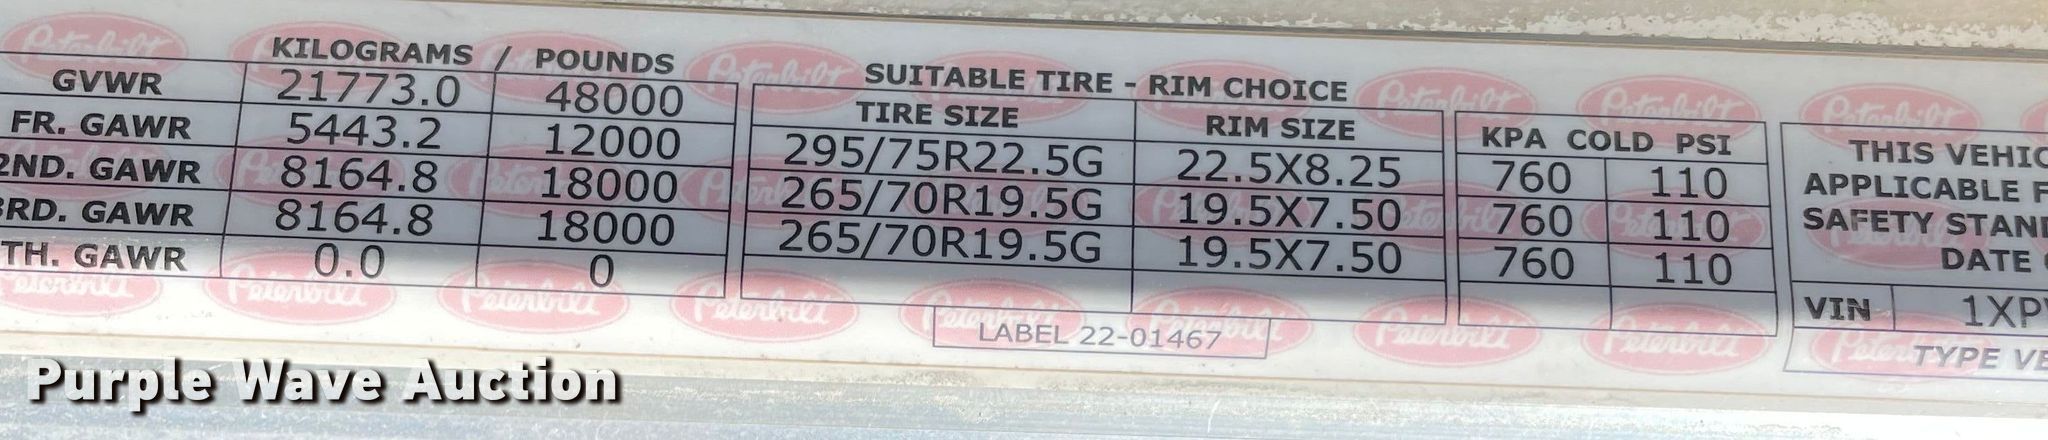 KILOGRAMS / POUNDS
GVWR 21773.0 48000
FR. GAWR 5443.2 12000
2ND. GAWR 8164.8 18000
3RD. GAWR 8164.8 18000
TH. GAWR 0.0 0
SUITABLE TIRE - RIM CHOICE
TIRE SIZE RIM SIZE
295/75R22.5G 22.5X8.25
265/70R19.5G 19.5X7.50
265/70R19.5G 19.5X7.50
KPA COLD PSI
760 110
760 110
760 110
THIS VEHIC
APPLICABLE F
SAFETY STAND
DATE
VIN 1XP
TYPE VE
LABEL 22-01467
Peterbilt
Purple Wave Auction